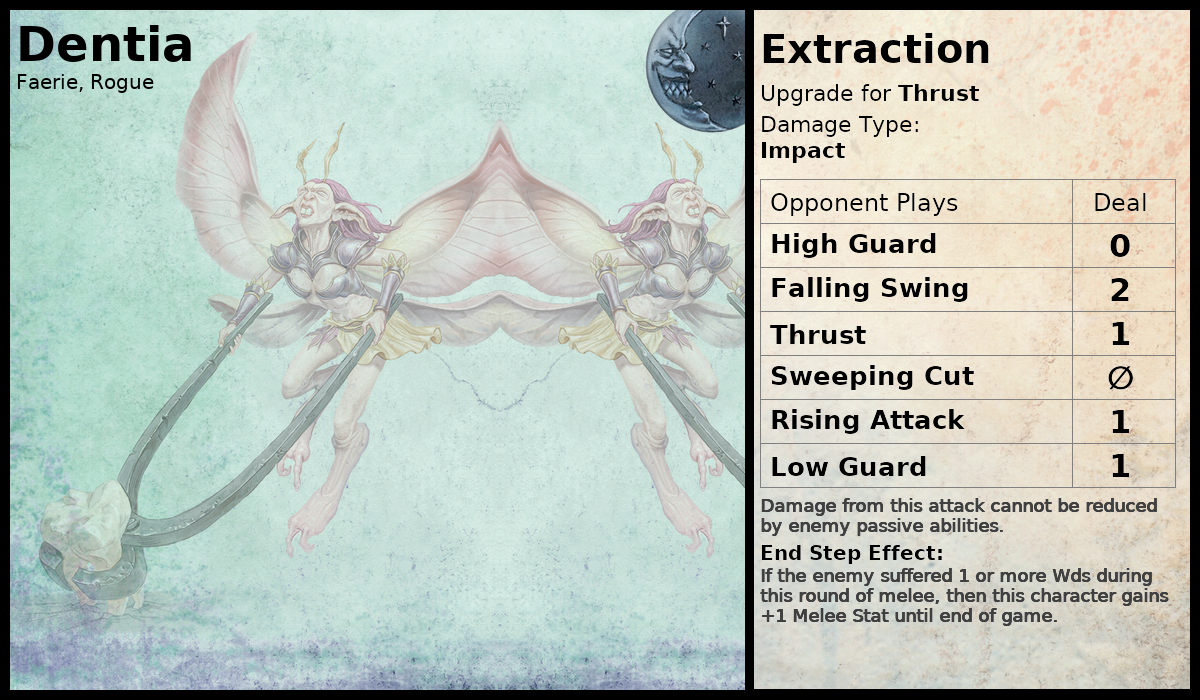 Dentia
Faerie, Rogue
Extraction
Upgrade for Thrust
Damage Type:
Impact
Opponent Plays Deal
High Guard 0
Falling Swing 2
Thrust 1
Sweeping Cut ∅
Rising Attack 1
Low Guard 1
Damage from this attack cannot be reduced
by enemy passive abilities.
End Step Effect:
If the enemy suffered 1 or more Wds during
this round of melee, then this character gains
+1 Melee Stat until end of game.